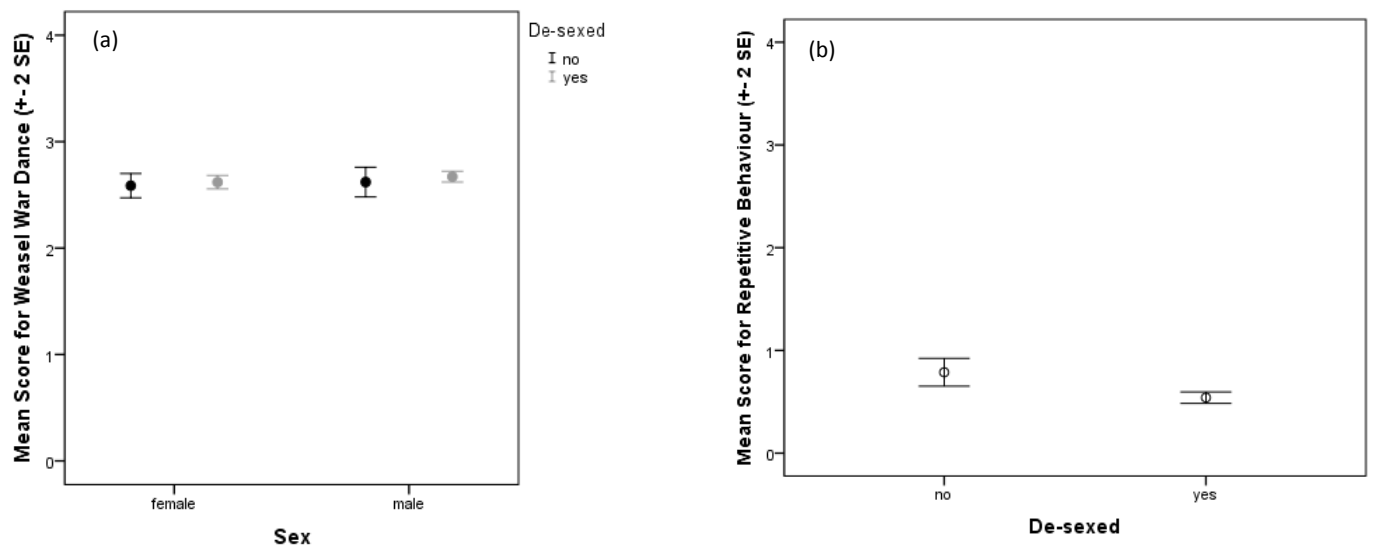 (a)
Mean Score for Weasel War Dance (+- 2 SE)
4
3
2
1
0
female
male
Sex
De-sexed
no
yes
(b)
Mean Score for Repetitive Behaviour (+- 2 SE)
4
3
2
1
0
no
yes
De-sexed